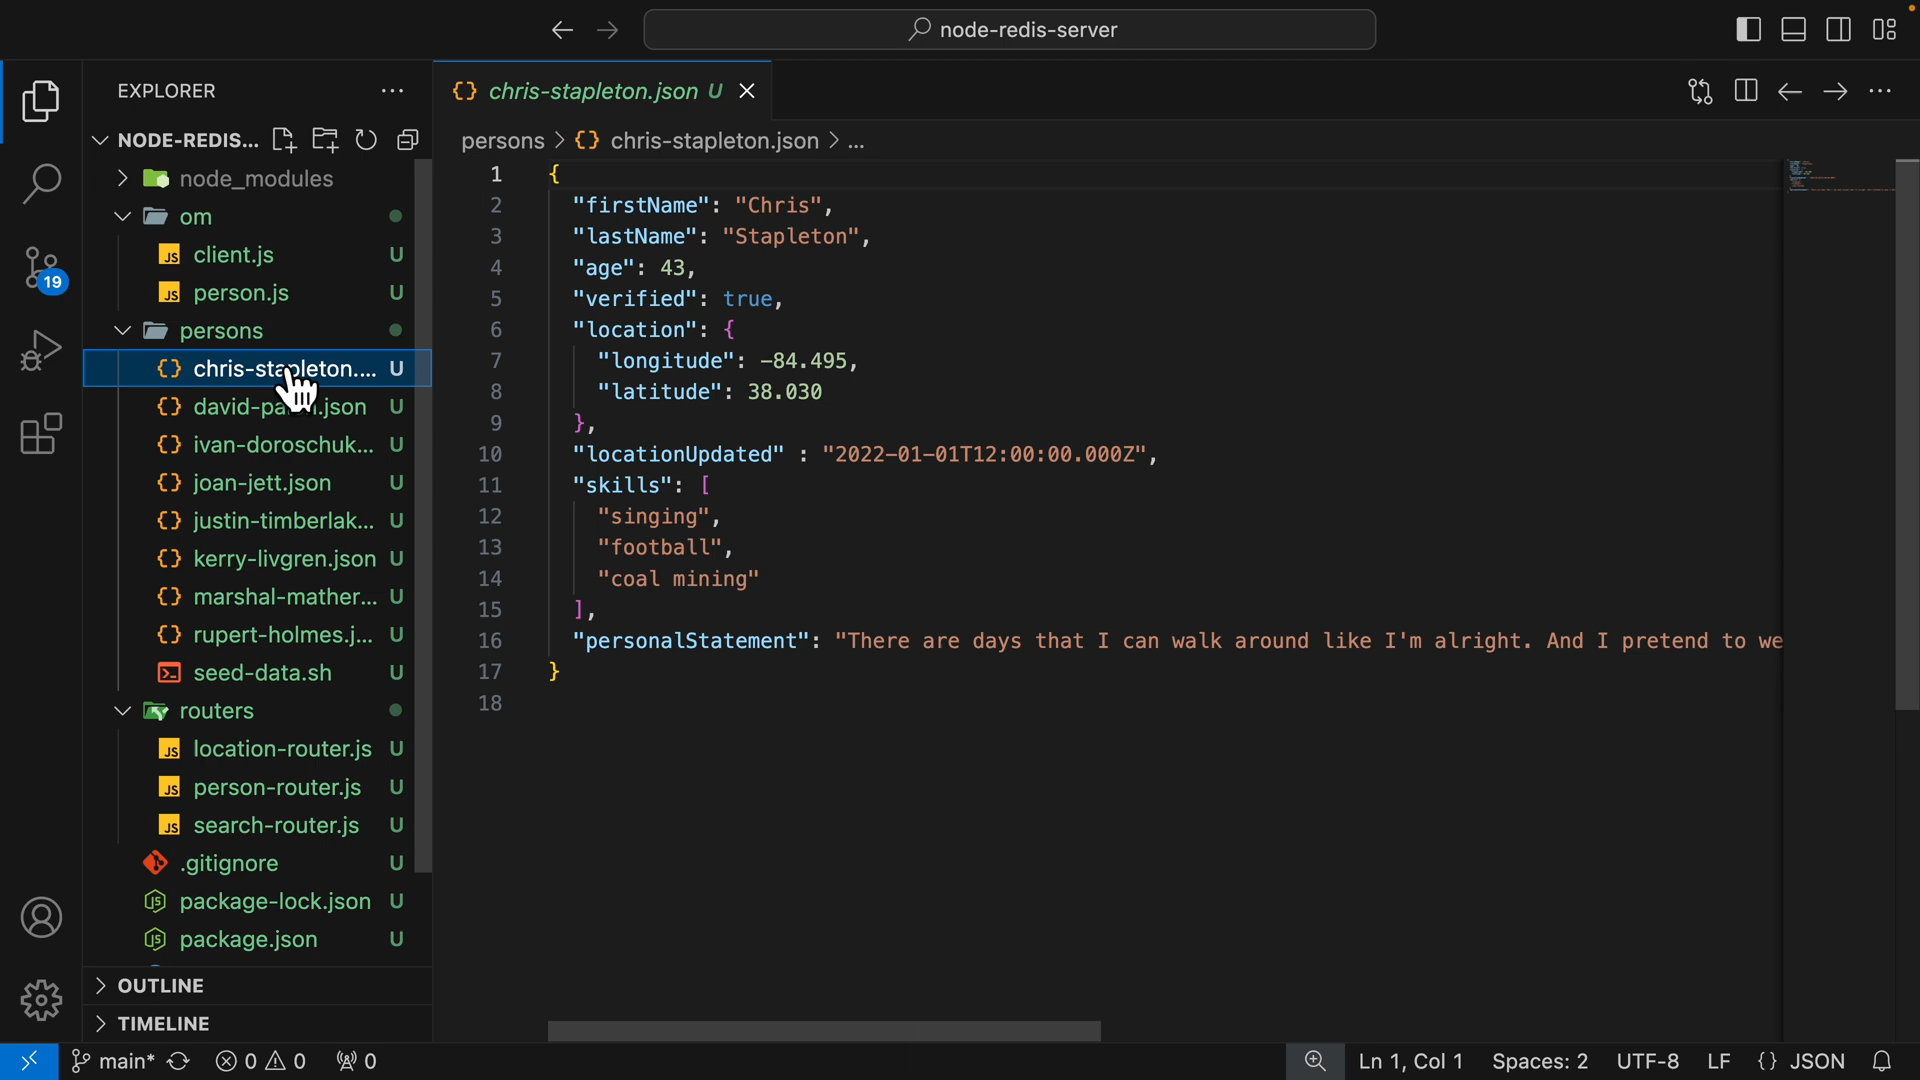 node-redis-server
EXPLORER
NODE-REDIS...
node_modules
om
client.js U
person.js U
persons
chris-stapleton.... U
.json U
ivan-doroschuk... U
joan-jett.json U
justin-timberlak... U
kerry-livgren.json U
marshal-mather... U
rupert-holmes.j... U
seed-data.sh U
routers
location-router.js U
person-router.js U
search-router.js U
.gitignore U
package-lock.json U
package.json U
OUTLINE
TIMELINE
19
chris-stapleton.json U
persons > {} chris-stapleton.json > ...
1 {
2 "firstName": "Chris",
3 "lastName": "Stapleton",
4 "age": 43,
5 "verified": true,
6 "location": {
7 "longitude": -84.495,
8 "latitude": 38.030
9 },
10 "locationUpdated" : "2022-01-01T12:00:00.000Z",
11 "skills": [
12 "singing",
13 "football",
14 "coal mining"
15 ],
16 "personalStatement": "There are days that I can walk around like I'm alright. And I pretend to we
17 }
18
main* 0 0 0
Ln 1, Col 1 Spaces: 2 UTF-8 LF {} JSON